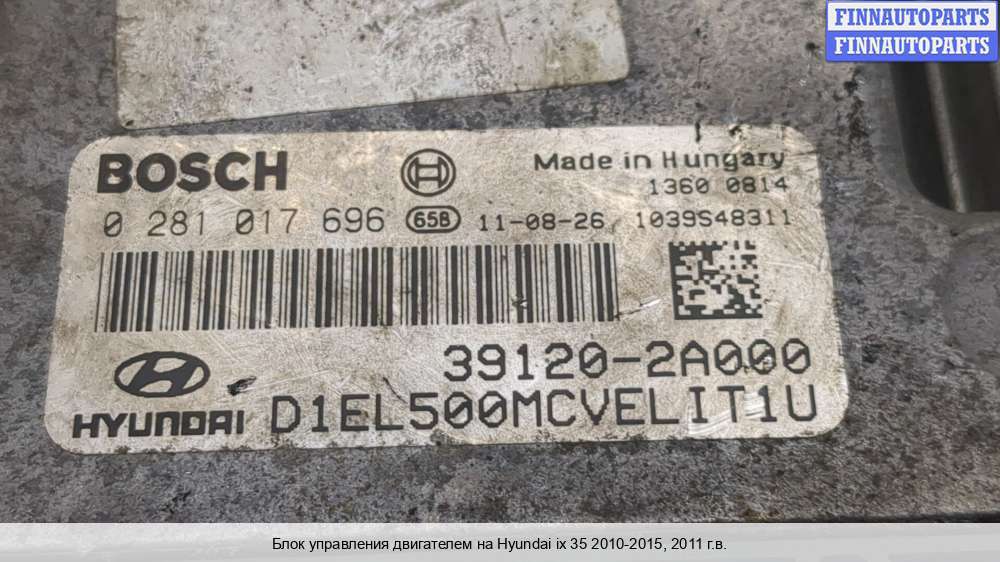 FINNAUTOPARTS
FINNAUTOPARTS
BOSCH
Made in Hungary
1360 0814
0 281 017 696 65B 11-08-26 1039S48311
39120-2A000
HYUNDAI D1EL500MCVELIT1U
Блок управления двигателем на Hyundai ix 35 2010-2015, 2011 г.в.